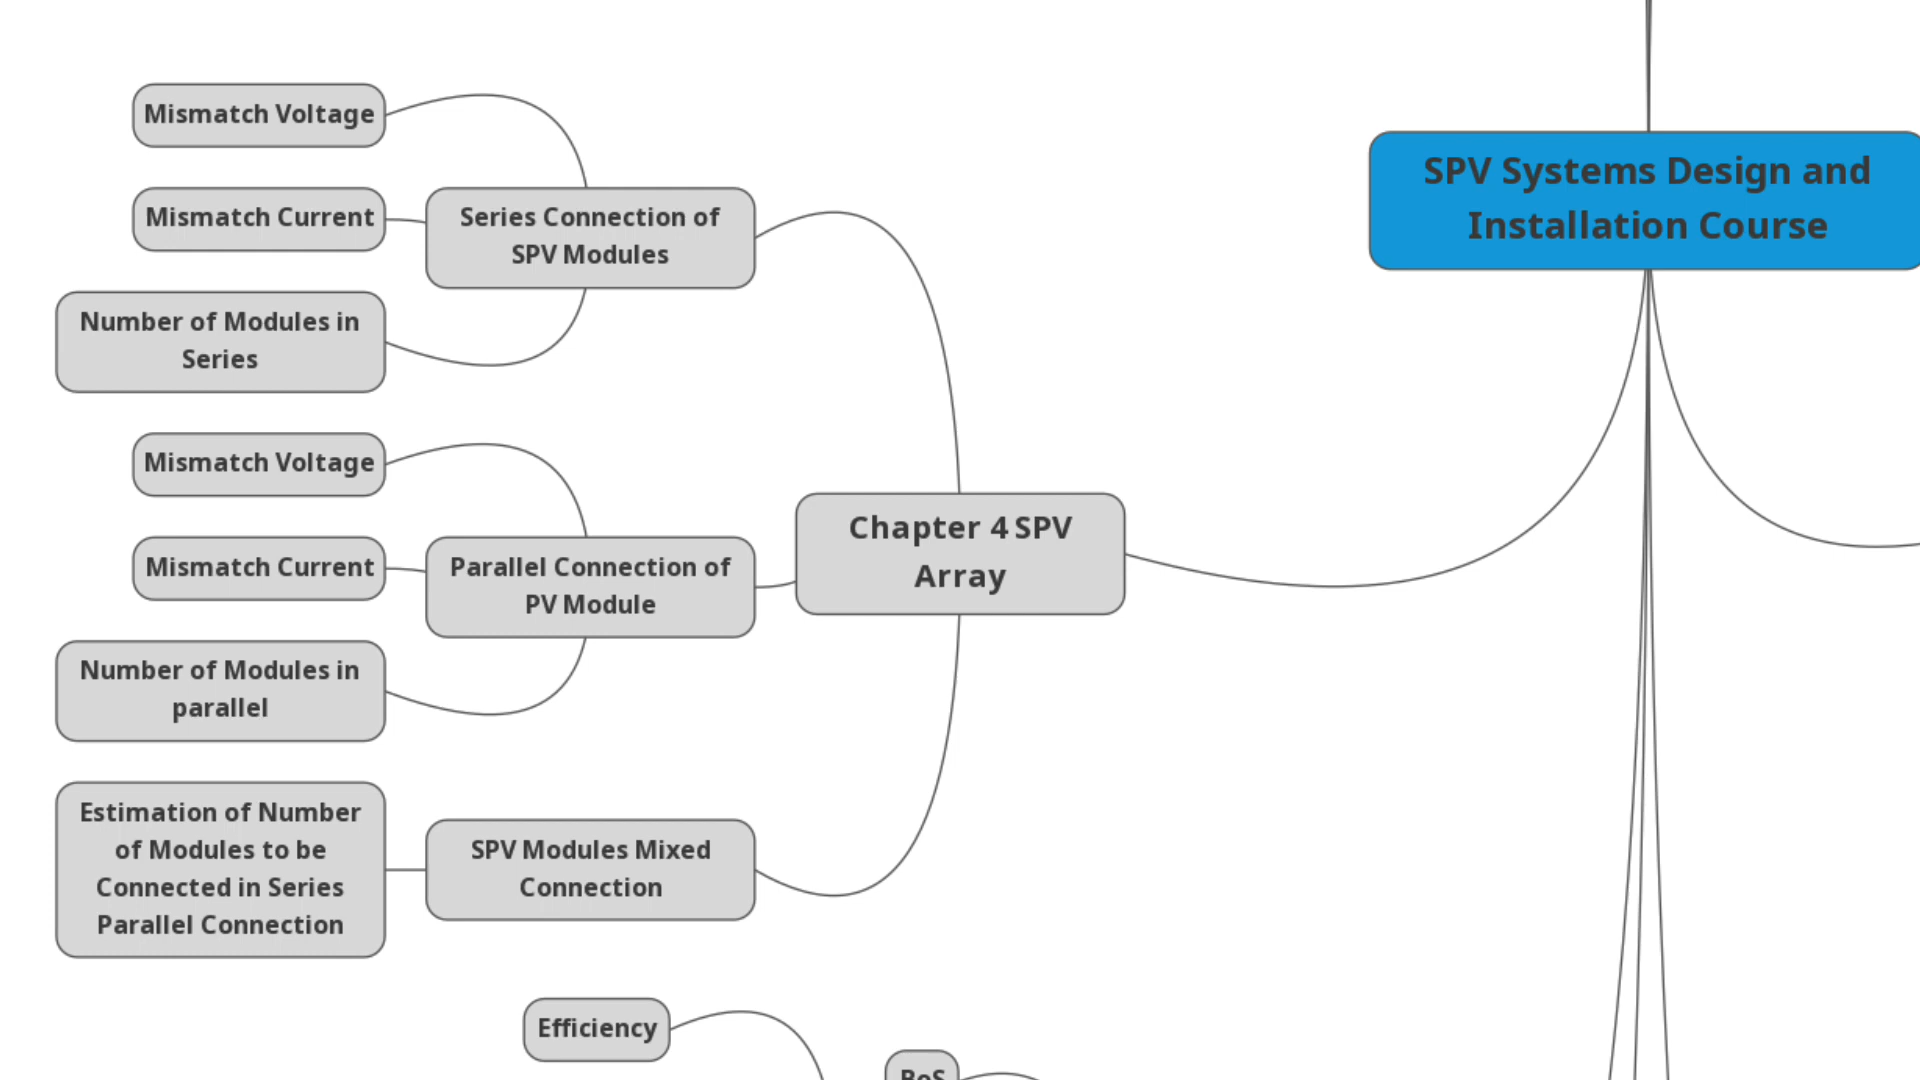 SPV Systems Design and
Installation Course
Chapter 4 SPV
Array
Series Connection of
SPV Modules
Mismatch Voltage
Mismatch Current
Number of Modules in
Series
Parallel Connection of
PV Module
Mismatch Voltage
Mismatch Current
Number of Modules in
parallel
SPV Modules Mixed
Connection
Estimation of Number
of Modules to be
Connected in Series
Parallel Connection
Efficiency
BoS